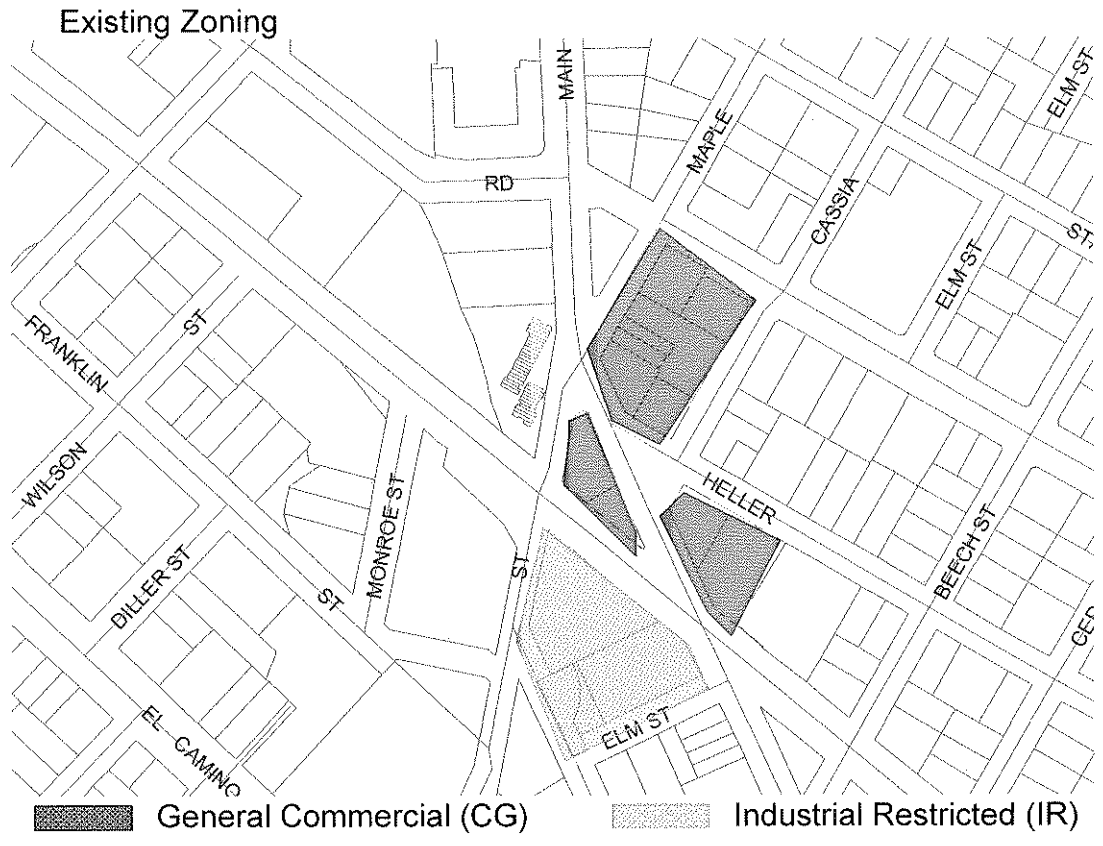 Existing Zoning
MAIN
ELM ST
MAPLE
RD
CASSIA
ST.
ELM ST
ST
FRANKLIN
WILSON
HELLER
MONROE ST
ST
BEECH ST
DILLER ST
ST
CED
ELM ST
EL CAMINO
General Commercial (CG)
Industrial Restricted (IR)